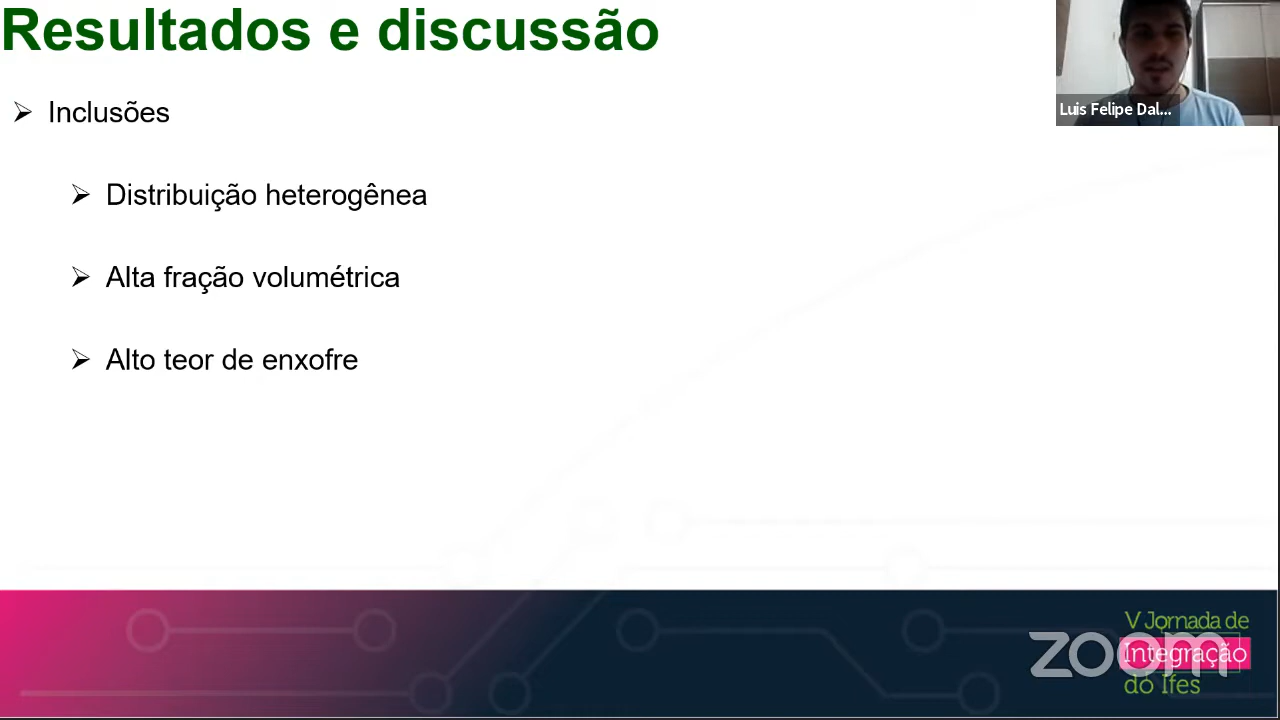 Resultados e discussão
Luis Felipe Dal...
Inclusões
Distribuição heterogênea
Alta fração volumétrica
Alto teor de enxofre
V Jornada de
Integração
do Ifes
zoom